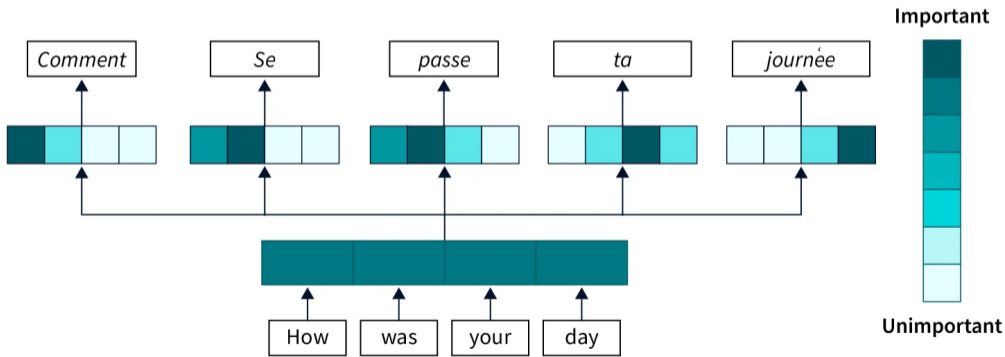 Important
Comment
Se
passe
ta
journée
How
was
your
day
Unimportant